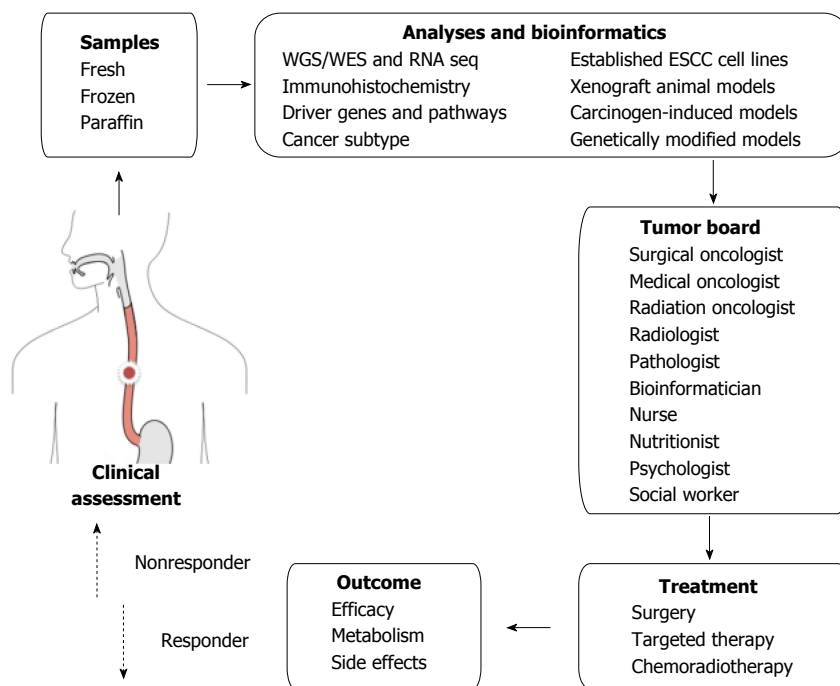 Samples
Fresh
Frozen
Paraffin
Analyses and bioinformatics
WGS/WES and RNA seq
Immunohistochemistry
Driver genes and pathways
Cancer subtype
Established ESCC cell lines
Xenograft animal models
Carcinogen-induced models
Genetically modified models
Tumor board
Surgical oncologist
Medical oncologist
Radiation oncologist
Radiologist
Pathologist
Bioinformatician
Nurse
Nutritionist
Psychologist
Social worker
Treatment
Surgery
Targeted therapy
Chemoradiotherapy
Outcome
Efficacy
Metabolism
Side effects
Clinical
assessment
Nonresponder
Responder